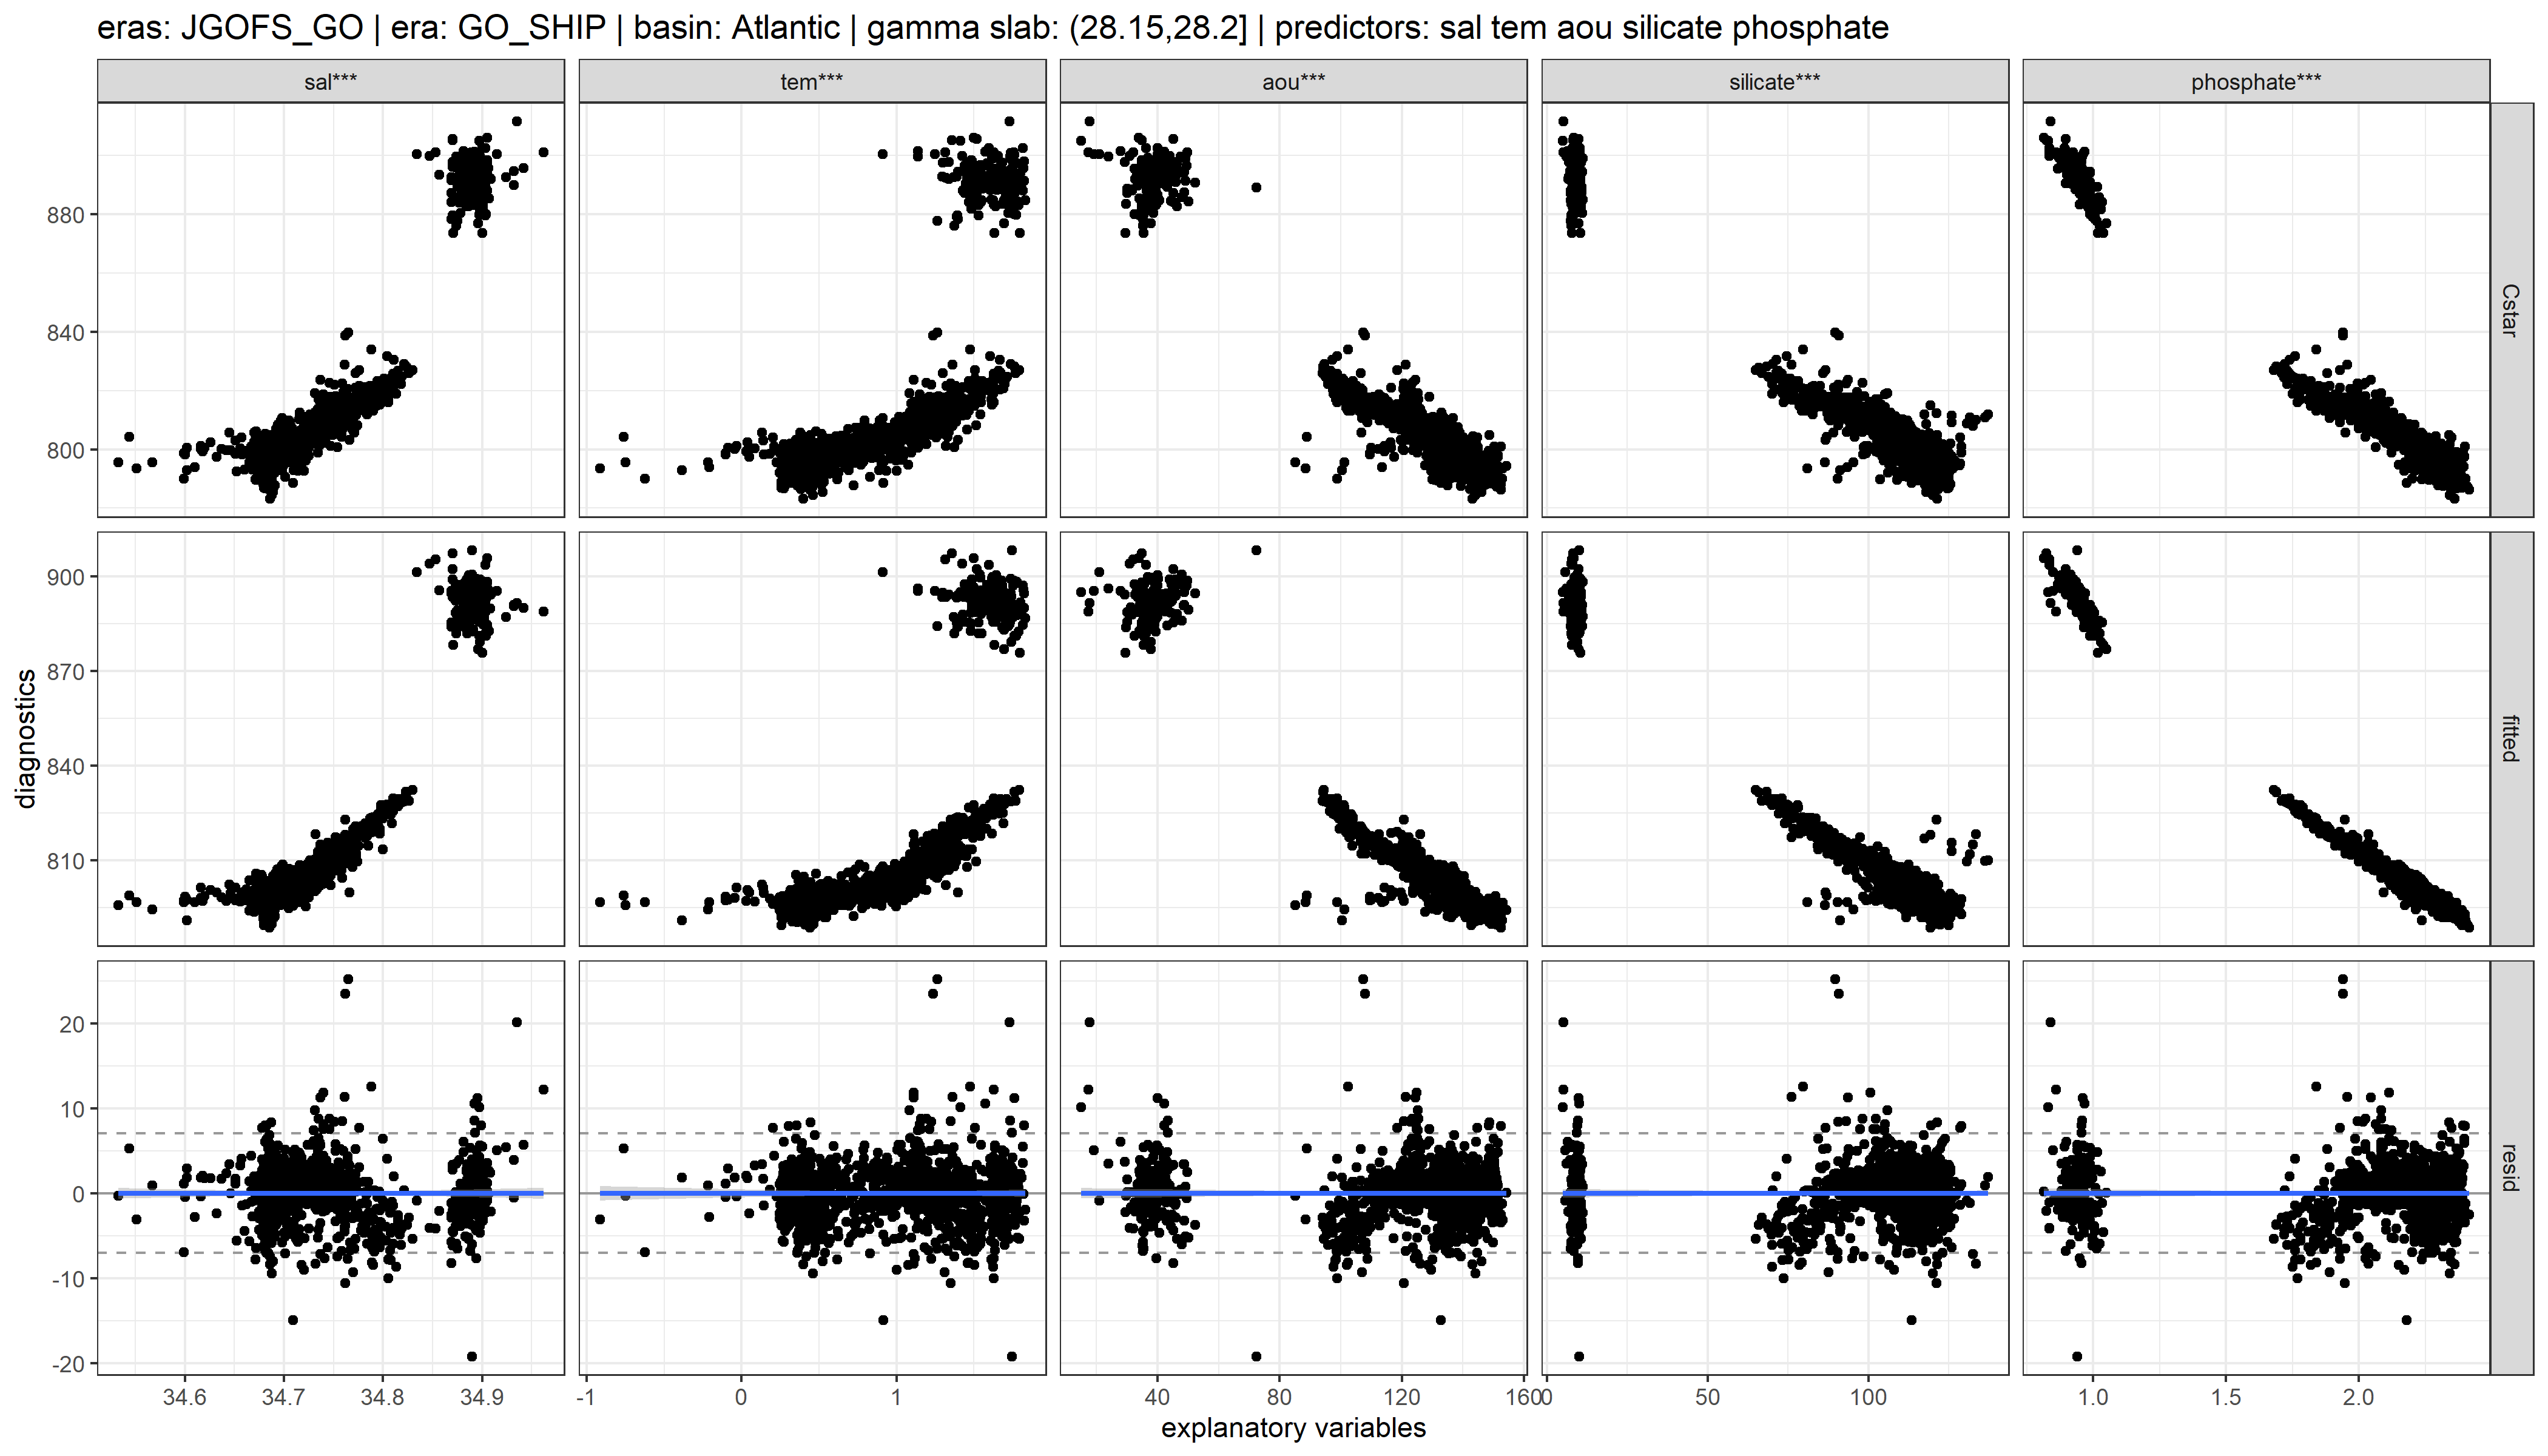 eras: JGOFS_GO | era: GO_SHIP | basin: Atlantic | gamma slab: (28.15,28.2] | predictors: sal tem aou silicate phosphate
sal*** tem*** aou*** silicate*** phosphate***
880
840
800
Cstar
900
870
840
810
fitted
diagnostics
20
10
0
-10
-20
resid
34.6 34.7 34.8 34.9 -1 0 1 40 80 120 160 0 50 100 1.0 1.5 2.0
explanatory variables